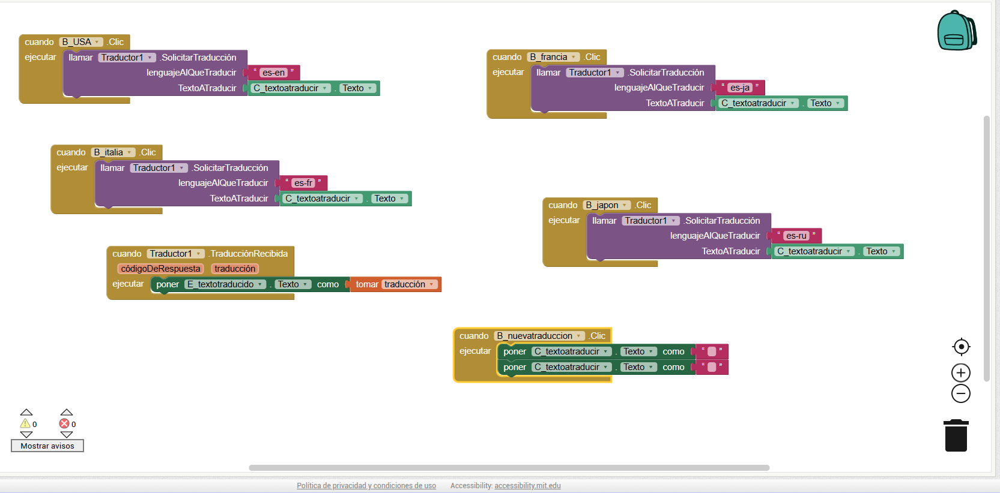 cuando B_USA .Clic
ejecutar llamar Traductor1 .SolicitarTraducción
lenguajeAlQueTraducir " es-en "
TextoATraducir C_textoatraducir . Texto
cuando B_francia .Clic
ejecutar llamar Traductor1 .SolicitarTraducción
lenguajeAlQueTraducir " es-ja "
TextoATraducir C_textoatraducir . Texto
cuando B_italia .Clic
ejecutar llamar Traductor1 .SolicitarTraducción
lenguajeAlQueTraducir " es-fr "
TextoATraducir C_textoatraducir . Texto
cuando B_japon .Clic
ejecutar llamar Traductor1 .SolicitarTraducción
lenguajeAlQueTraducir " es-ru "
TextoATraducir C_textoatraducir . Texto
cuando Traductor1 .TraducciónRecibida
códigoDeRespuesta traducción
ejecutar poner E_textotraducido . Texto como tomar traducción
cuando B_nuevatraduccion .Clic
ejecutar poner C_textoatraducir . Texto como " "
poner C_textoatraducir . Texto como " "
0 0
Mostrar avisos
Política de privacidad y condiciones de uso Accessibility: accessibility.mit.edu